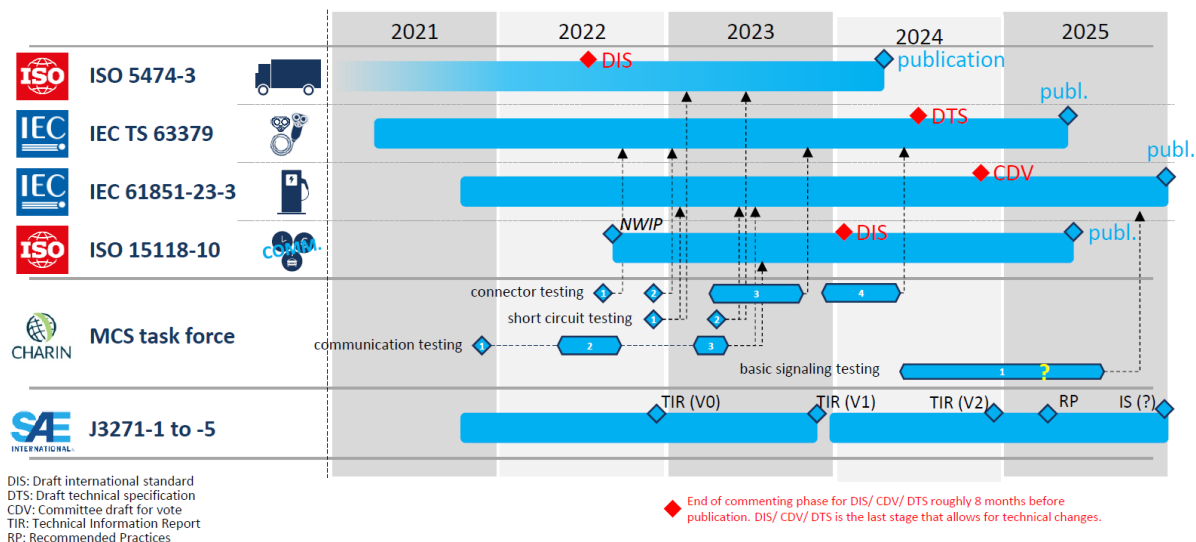 2021 2022 2023 2024 2025
ISO ISO 5474-3 DIS publication
IEC IEC TS 63379 DTS publ.
IEC IEC 61851-23-3 CDV publ.
ISO ISO 15118-10 COMM. NWIP DIS publ.
connector testing 1 2 3 4
short circuit testing 1 2
CHARIN MCS task force
communication testing 1 2 3
basic signaling testing 1 ?
SAE INTERNATIONAL J3271-1 to -5 TIR (V0) TIR (V1) TIR (V2) RP IS (?)
DIS: Draft international standard
DTS: Draft technical specification
CDV: Committee draft for vote
TIR: Technical Information Report
RP: Recommended Practices
End of commenting phase for DIS/ CDV/ DTS roughly 8 months before
publication. DIS/ CDV/ DTS is the last stage that allows for technical changes.